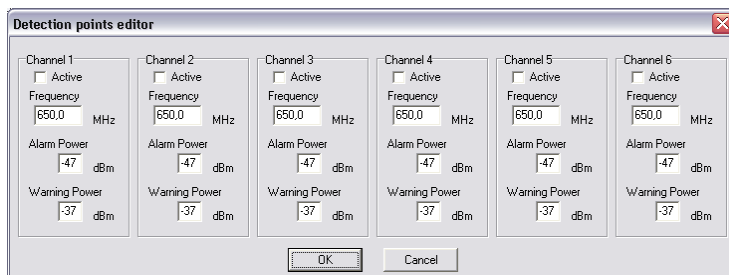 Detection points editor
Channel 1
Active
Frequency
650,0 MHz
Alarm Power
-47 dBm
Warning Power
-37 dBm
Channel 2
Active
Frequency
650,0 MHz
Alarm Power
-47 dBm
Warning Power
-37 dBm
Channel 3
Active
Frequency
650,0 MHz
Alarm Power
-47 dBm
Warning Power
-37 dBm
Channel 4
Active
Frequency
650,0 MHz
Alarm Power
-47 dBm
Warning Power
-37 dBm
Channel 5
Active
Frequency
650,0 MHz
Alarm Power
-47 dBm
Warning Power
-37 dBm
Channel 6
Active
Frequency
650,0 MHz
Alarm Power
-47 dBm
Warning Power
-37 dBm
OK
Cancel